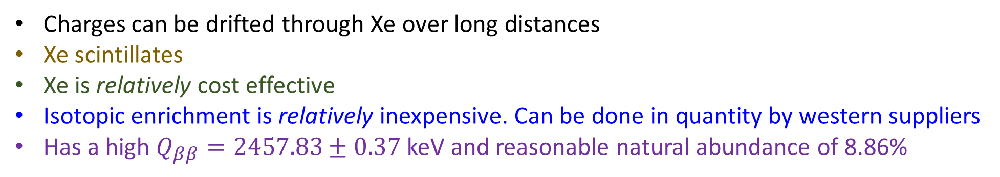 • Charges can be drifted through Xe over long distances
• Xe scintillates
• Xe is relatively cost effective
• Isotopic enrichment is relatively inexpensive. Can be done in quantity by western suppliers
• Has a high Qββ = 2457.83 ± 0.37 keV and reasonable natural abundance of 8.86%